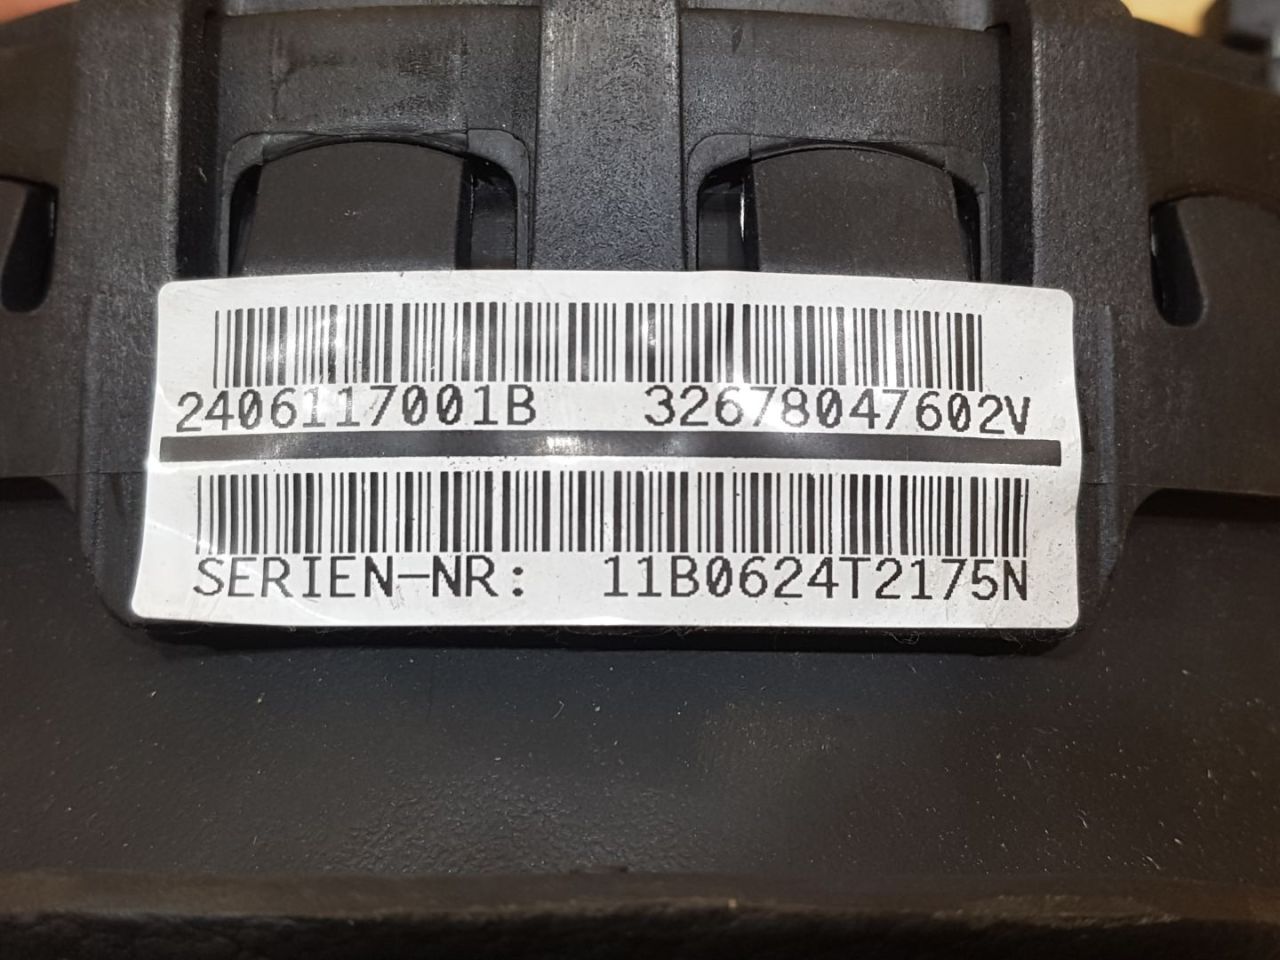 2406117001B 32678047602V
SERIEN-NR: 11B0624T2175N